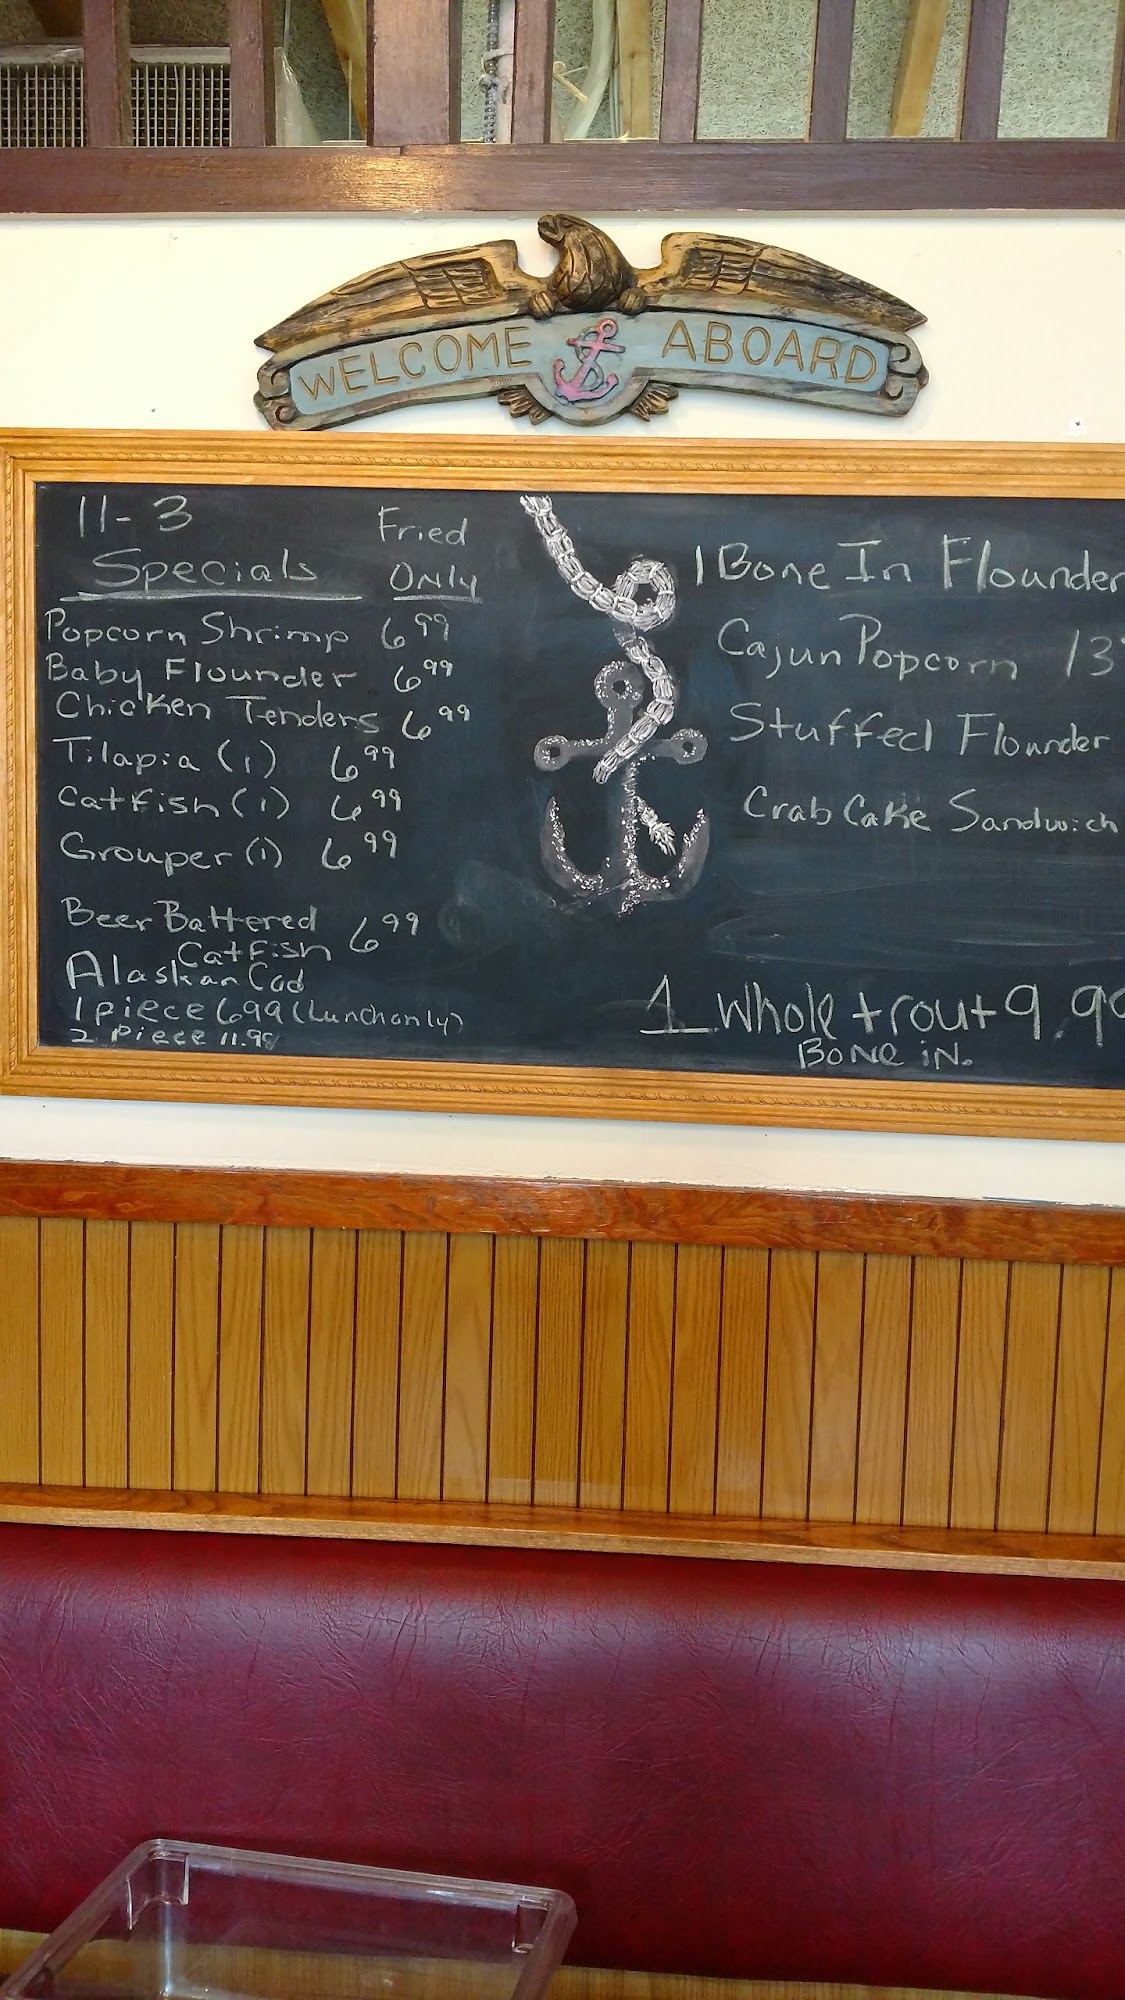 WELCOME ABOARD
11-3
Specials
Fried
ONLY
Popcorn Shrimp 6.99
Baby Flounder 6.99
Chicken Tenders 6.99
Tilapia (1) 6.99
Catfish (1) 6.99
Grouper (1) 6.99
Beer Battered 6.99
Catfish
Alaskan Cod
1 piece 6.99 (Lunch only)
2 Piece 11.98
1 Bone In Flounder
Cajun Popcorn 13
Stuffed Flounder
Crab Cake Sandwich
1 whole trout 9.99
BONe iN.